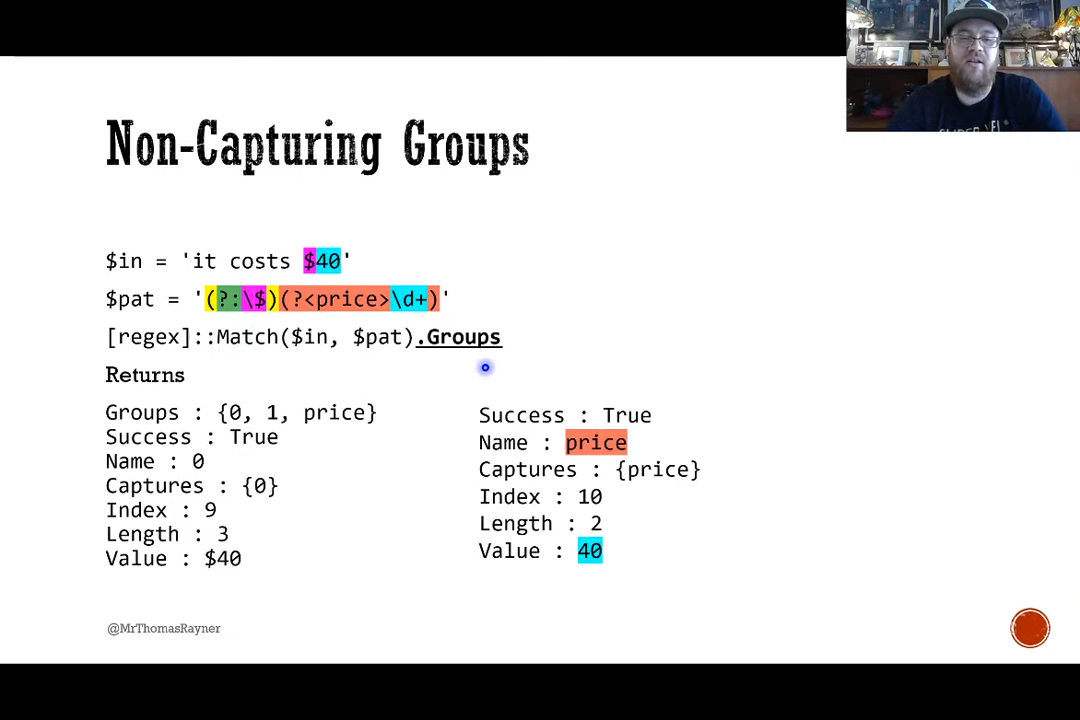 Non-Capturing Groups
$in = 'it costs $40'
$pat = '(?:\$)(?<price>\d+)'
[regex]::Match($in, $pat).Groups
Returns
Groups : {0, 1, price}
Success : True
Name : 0
Captures : {0}
Index : 9
Length : 3
Value : $40
Success : True
Name : price
Captures : {price}
Index : 10
Length : 2
Value : 40
@MrThomasRayner